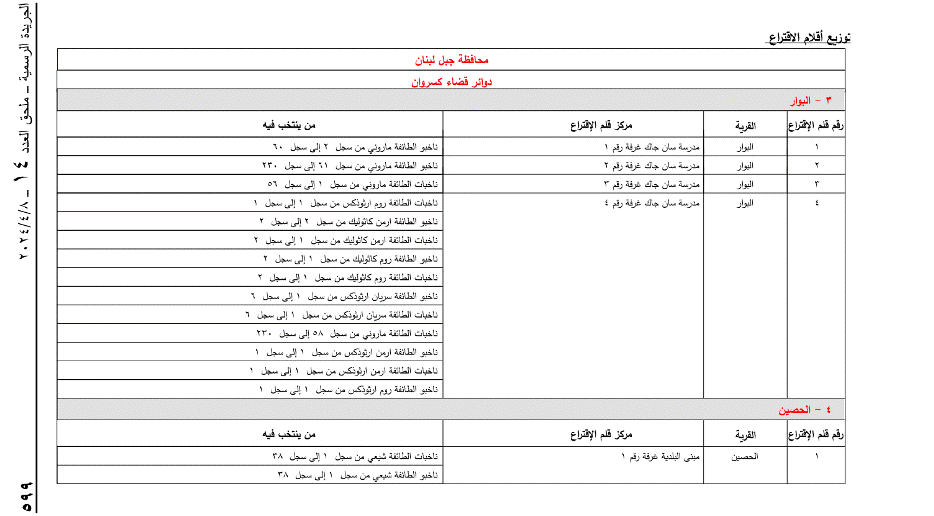 توزيع أقلام الاقتراع
محافظة جبل لبنان
دوائر قضاء كسروان
٣ - البوار
رقم قلم الإقتراع القرية مركز قلم الإقتراع من ينتخب فيه
١ البوار مدرسة سان جاك غرفة رقم ١ ناخبو الطائفة ماروني من سجل ٢ إلى سجل ٦٠
٢ البوار مدرسة سان جاك غرفة رقم ٢ ناخبو الطائفة ماروني من سجل ٦١ إلى سجل ٢٣٠
٣ البوار مدرسة سان جاك غرفة رقم ٣ ناخبات الطائفة ماروني من سجل ١ إلى سجل ٥٦
٤ البوار مدرسة سان جاك غرفة رقم ٤ ناخبات الطائفة روم ارثوذكس من سجل ١ إلى سجل ١
ناخبو الطائفة ارمن كاثوليك من سجل ٢ إلى سجل ٢
ناخبات الطائفة ارمن كاثوليك من سجل ١ إلى سجل ٢
ناخبو الطائفة روم كاثوليك من سجل ١ إلى سجل ٢
ناخبات الطائفة روم كاثوليك من سجل ١ إلى سجل ٢
ناخبو الطائفة سريان ارثوذكس من سجل ١ إلى سجل ٦
ناخبات الطائفة سريان ارثوذكس من سجل ١ إلى سجل ٦
ناخبات الطائفة ماروني من سجل ٥٨ إلى سجل ٢٣٠
ناخبو الطائفة ارمن ارثوذكس من سجل ١ إلى سجل ١
ناخبات الطائفة ارمن ارثوذكس من سجل ١ إلى سجل ١
ناخبو الطائفة روم ارثوذكس من سجل ١ إلى سجل ١
٤ - الحصين
رقم قلم الإقتراع القرية مركز قلم الإقتراع من ينتخب فيه
١ الحصين مبنى البلدية غرفة رقم ١ ناخبات الطائفة شيعي من سجل ١ إلى سجل ٣٨
ناخبو الطائفة شيعي من سجل ١ إلى سجل ٣٨
الجريدة الرسمية – ملحق العدد ١٤ – ٢٠٢٤/٤/٨
٥٩٩